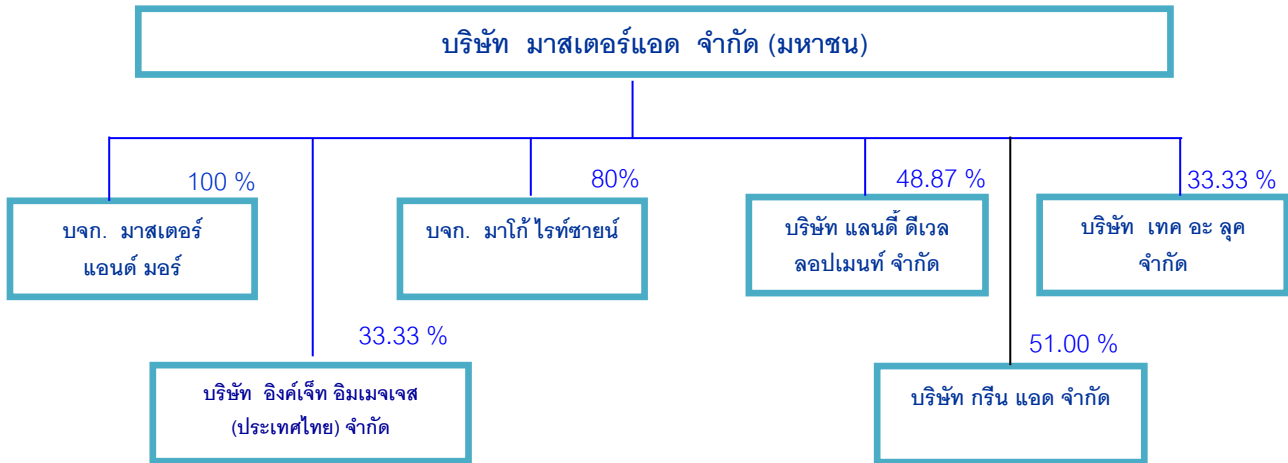 บริษัท มาสเตอร์แอด จำกัด (มหาชน)
100 %
80%
48.87 %
33.33 %
บจก. มาสเตอร์
แอนด์ มอร์
บจก. มาโก้ ไรท์ซายน์
บริษัท แลนดี้ ดีเวล
ลอปเมนท์ จำกัด
บริษัท เทค อะ ลุค
จำกัด
33.33 %
51.00 %
บริษัท อิงค์เจ็ท อิมเมจเจส
(ประเทศไทย) จำกัด
บริษัท กรีน แอด จำกัด